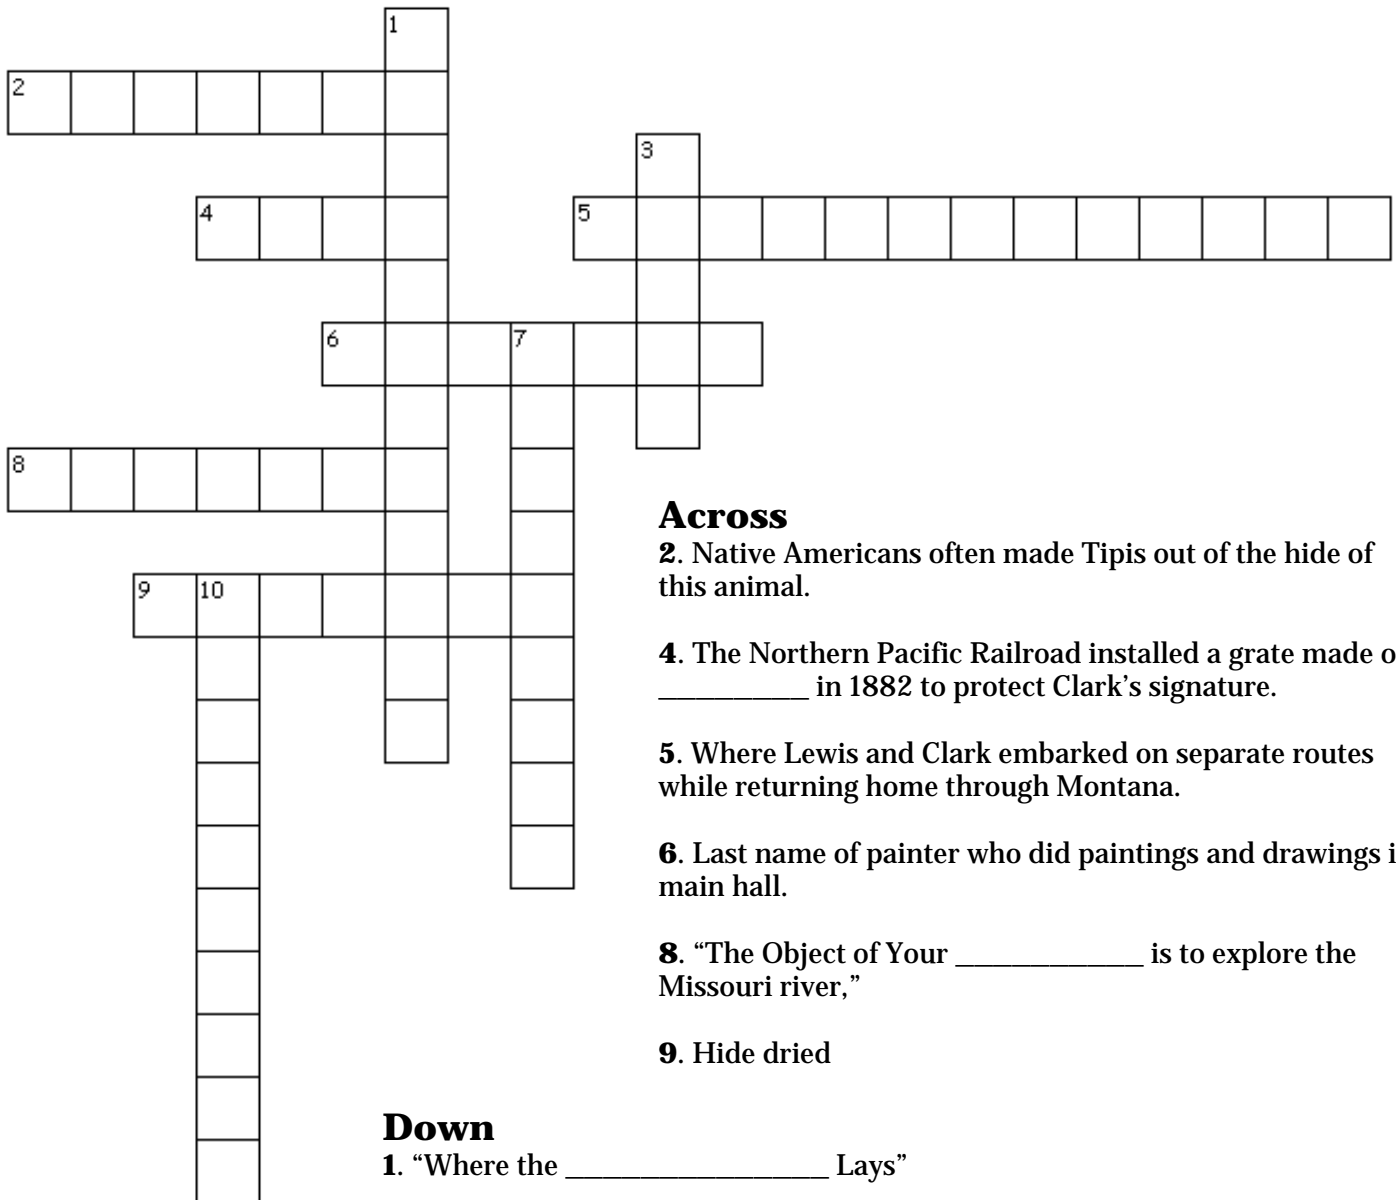 1
2
3
4
5
6
7
8
9
10
Across
2. Native Americans often made Tipis out of the hide of
this animal.
4. The Northern Pacific Railroad installed a grate made o
________ in 1882 to protect Clark’s signature.
5. Where Lewis and Clark embarked on separate routes
while returning home through Montana.
6. Last name of painter who did paintings and drawings i
main hall.
8. “The Object of Your __________ is to explore the
Missouri river,”
9. Hide dried
Down
1. “Where the ______________ Lays”